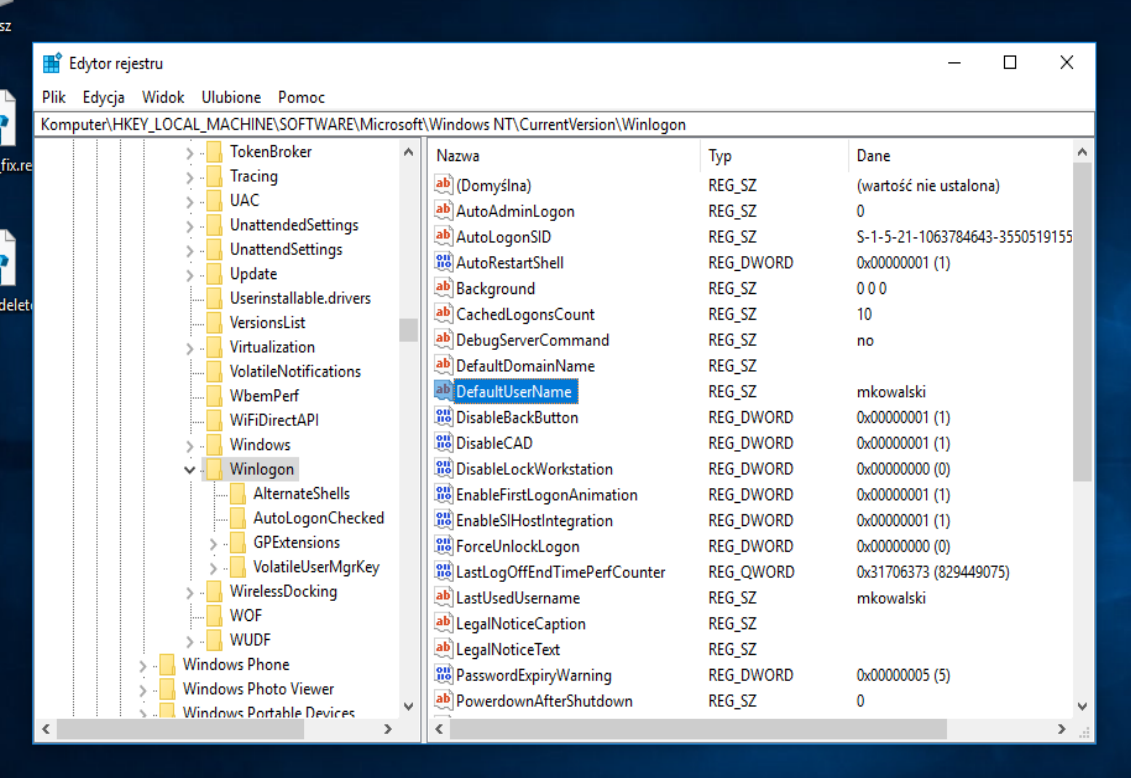 sz
_fix.re
delete
Edytor rejestru
Plik Edycja Widok Ulubione Pomoc
Komputer\HKEY_LOCAL_MACHINE\SOFTWARE\Microsoft\Windows NT\CurrentVersion\Winlogon
TokenBroker
Tracing
UAC
UnattendedSettings
UnattendSettings
Update
Userinstallable.drivers
VersionsList
Virtualization
VolatileNotifications
WbemPerf
WiFiDirectAPI
Windows
Winlogon
AlternateShells
AutoLogonChecked
GPExtensions
VolatileUserMgrKey
WirelessDocking
WOF
WUDF
Windows Phone
Windows Photo Viewer
Windows Portable Devices
Nazwa Typ Dane
(Domyślna) REG_SZ (wartość nie ustalona)
AutoAdminLogon REG_SZ 0
AutoLogonSID REG_SZ S-1-5-21-1063784643-3550519155
AutoRestartShell REG_DWORD 0x00000001 (1)
Background REG_SZ 0 0 0
CachedLogonsCount REG_SZ 10
DebugServerCommand REG_SZ no
DefaultDomainName REG_SZ
DefaultUserName REG_SZ mkowalski
DisableBackButton REG_DWORD 0x00000001 (1)
DisableCAD REG_DWORD 0x00000001 (1)
DisableLockWorkstation REG_DWORD 0x00000000 (0)
EnableFirstLogonAnimation REG_DWORD 0x00000001 (1)
EnableSIHostIntegration REG_DWORD 0x00000001 (1)
ForceUnlockLogon REG_DWORD 0x00000000 (0)
LastLogOffEndTimePerfCounter REG_QWORD 0x31706373 (829449075)
LastUsedUsername REG_SZ mkowalski
LegalNoticeCaption REG_SZ
LegalNoticeText REG_SZ
PasswordExpiryWarning REG_DWORD 0x00000005 (5)
PowerdownAfterShutdown REG_SZ 0